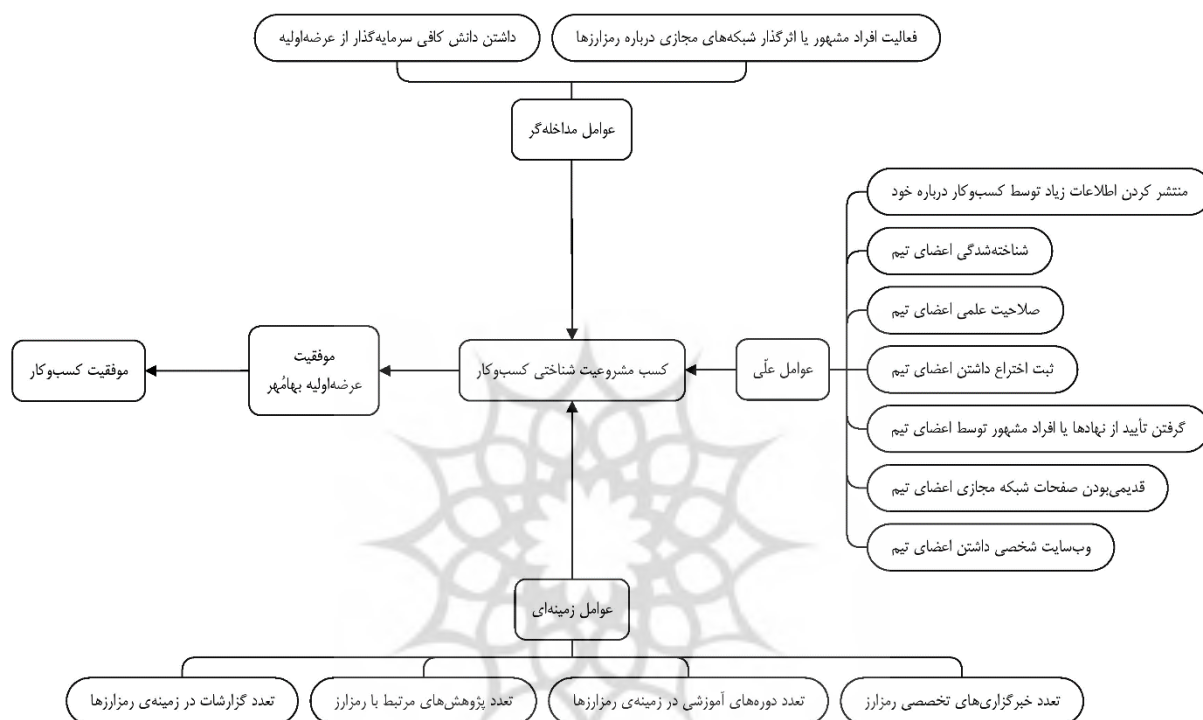 فعالیت افراد مشهور یا اثرگذار شبکه‌های مجازی درباره رمزارزها
داشتن دانش کافی سرمایه‌گذار از عرضه‌اولیه
عوامل مداخله‌گر
منتشر کردن اطلاعات زیاد توسط کسب‌وکار درباره خود
شناخته‌شدگی اعضای تیم
صلاحیت علمی اعضای تیم
ثبت اختراع داشتن اعضای تیم
گرفتن تأیید از نهادها یا افراد مشهور توسط اعضای تیم
قدیمی‌بودن صفحات شبکه مجازی اعضای تیم
وب‌سایت شخصی داشتن اعضای تیم
عوامل علّی
کسب مشروعیت شناختی کسب‌وکار
موفقیت
عرضه‌اولیه بهامُهر
موفقیت کسب‌وکار
عوامل زمینه‌ای
تعدد خبرگزاری‌های تخصصی رمزارز
تعدد دوره‌های آموزشی در زمینه‌ی رمزارزها
تعدد پژوهش‌های مرتبط با رمزارز
تعدد گزارشات در زمینه‌ی رمزارزها